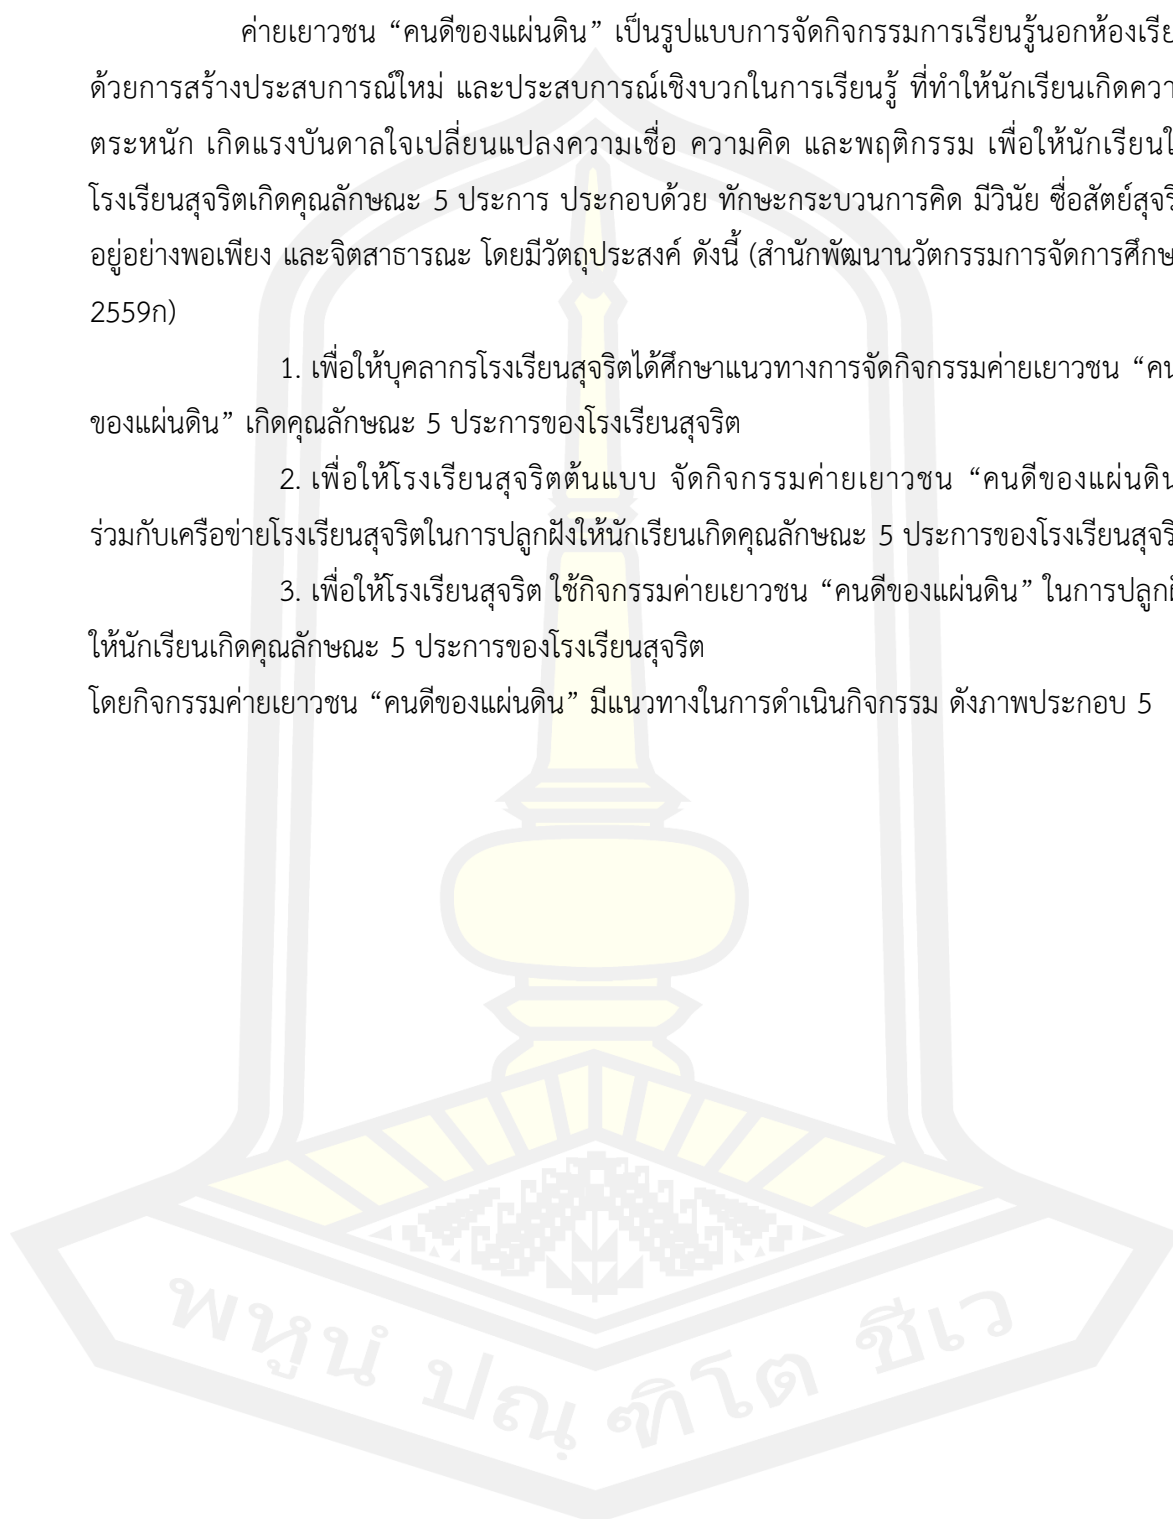 ค่ายเยาวชน “คนดีของแผ่นดิน” เป็นรูปแบบการจัดกิจกรรมการเรียนรู้นอกห้องเรีย
ด้วยการสร้างประสบการณ์ใหม่ และประสบการณ์เชิงบวกในการเรียนรู้ ที่ทำให้นักเรียนเกิดควา
ตระหนัก เกิดแรงบันดาลใจเปลี่ยนแปลงความเชื่อ ความคิด และพฤติกรรม เพื่อให้นักเรียนใ
โรงเรียนสุจริตเกิดคุณลักษณะ 5 ประการ ประกอบด้วย ทักษะกระบวนการคิด มีวินัย ซื่อสัตย์สุจริ
อยู่อย่างพอเพียง และจิตสาธารณะ โดยมีวัตถุประสงค์ ดังนี้ (สำนักพัฒนานวัตกรรมการจัดการศึกษ
2559ก)
1. เพื่อให้บุคลากรโรงเรียนสุจริตได้ศึกษาแนวทางการจัดกิจกรรมค่ายเยาวชน “คน
ของแผ่นดิน” เกิดคุณลักษณะ 5 ประการของโรงเรียนสุจริต
2. เพื่อให้โรงเรียนสุจริตต้นแบบ จัดกิจกรรมค่ายเยาวชน “คนดีของแผ่นดิน
ร่วมกับเครือข่ายโรงเรียนสุจริตในการปลูกฝังให้นักเรียนเกิดคุณลักษณะ 5 ประการของโรงเรียนสุจริ
3. เพื่อให้โรงเรียนสุจริต ใช้กิจกรรมค่ายเยาวชน “คนดีของแผ่นดิน” ในการปลูกฝ
ให้นักเรียนเกิดคุณลักษณะ 5 ประการของโรงเรียนสุจริต
โดยกิจกรรมค่ายเยาวชน “คนดีของแผ่นดิน” มีแนวทางในการดำเนินกิจกรรม ดังภาพประกอบ 5
พหูนํ ปณฺฑิโต ชีเว